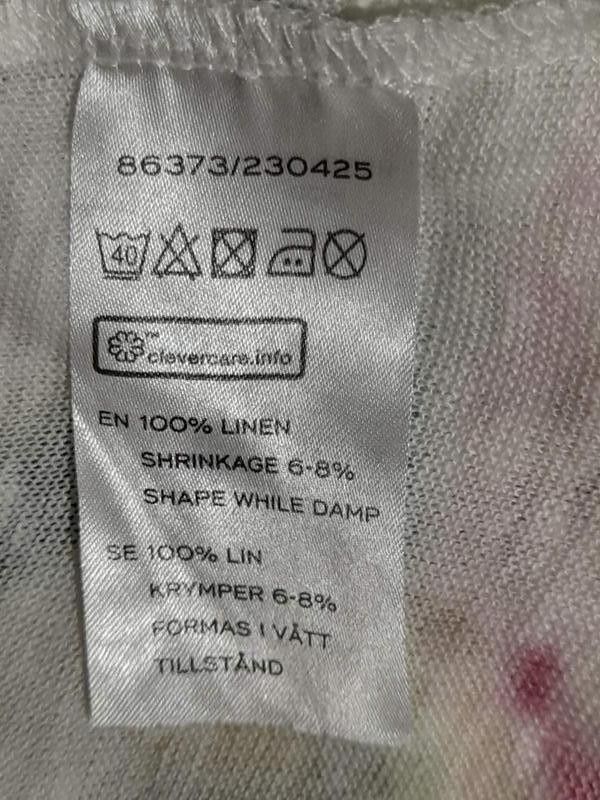 86373/230425
40
clevercare.info
EN 100% LINEN
SHRINKAGE 6-8%
SHAPE WHILE DAMP
SE 100% LIN
KRYMPER 6-8%
FORMAS I VÅTT
TILLSTÅND